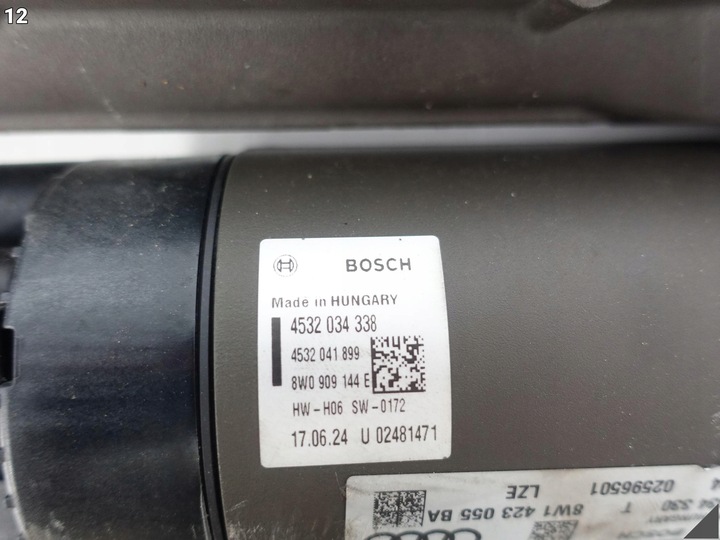 12
BOSCH
Made in HUNGARY
4532 034 338
4532 041 899
8W0 909 144 E
HW-H06 SW-0172
17.06.24 U 02481471
8W1 423 055 BA
LZE
02596501
T